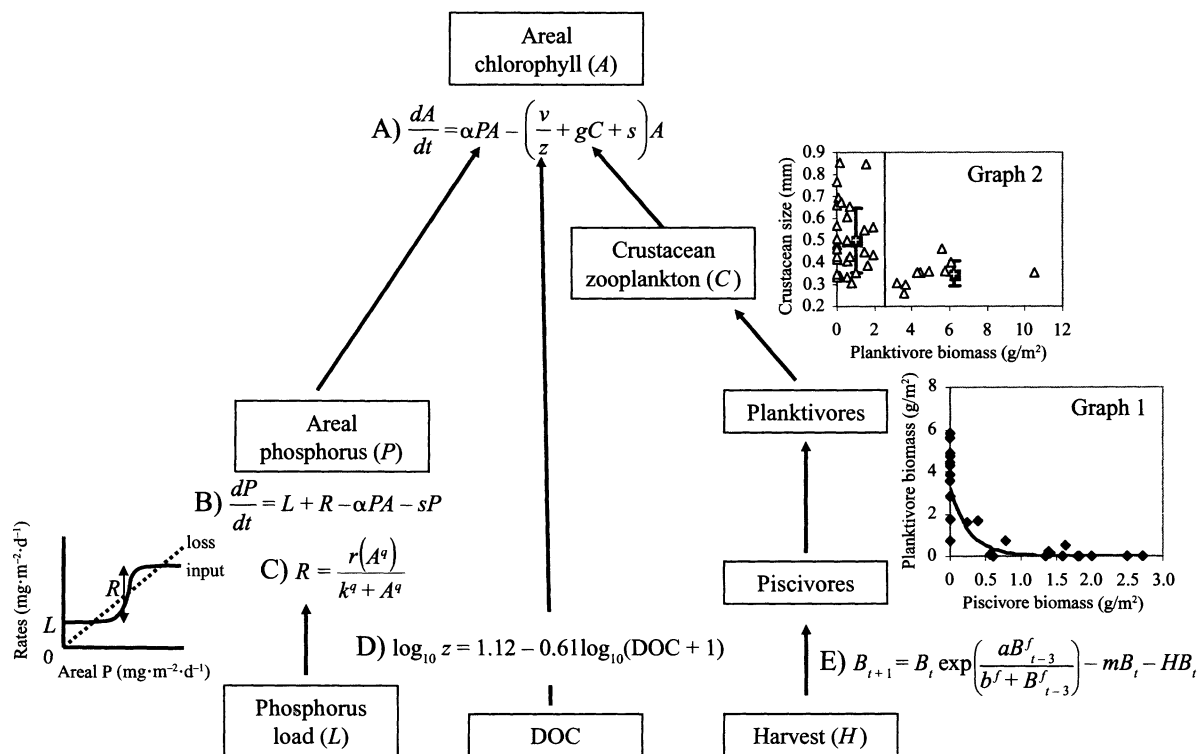 Areal
chlorophyll (A)
A) dA/dt = αPA – (v/z + gC + s) A
Graph 2
Crustacean size (mm)
0.9
0.8
0.7
0.6
0.5
0.4
0.3
0.2
0 2 4 6 8 10 12
Planktivore biomass (g/m²)
Crustacean
zooplankton (C)
Planktivores
Graph 1
Planktivore biomass (g/m²)
8
6
4
2
0
0 0.5 1.0 1.5 2.0 2.5 3.0
Piscivore biomass (g/m²)
Areal
phosphorus (P)
B) dP/dt = L + R – αPA – sP
C) R = r(A^q) / k^q + A^q
Rates (mg·m⁻²·d⁻¹)
loss
input
R
L
0
Areal P (mg·m⁻²·d⁻¹)
Piscivores
D) log₁₀ z = 1.12 – 0.61log₁₀(DOC + 1)
E) B_{t+1} = B_t exp(aB^f_{t–3} / b^f + B^f_{t–3}) – mB_t – HB_t
Phosphorus
load (L)
DOC
Harvest (H)